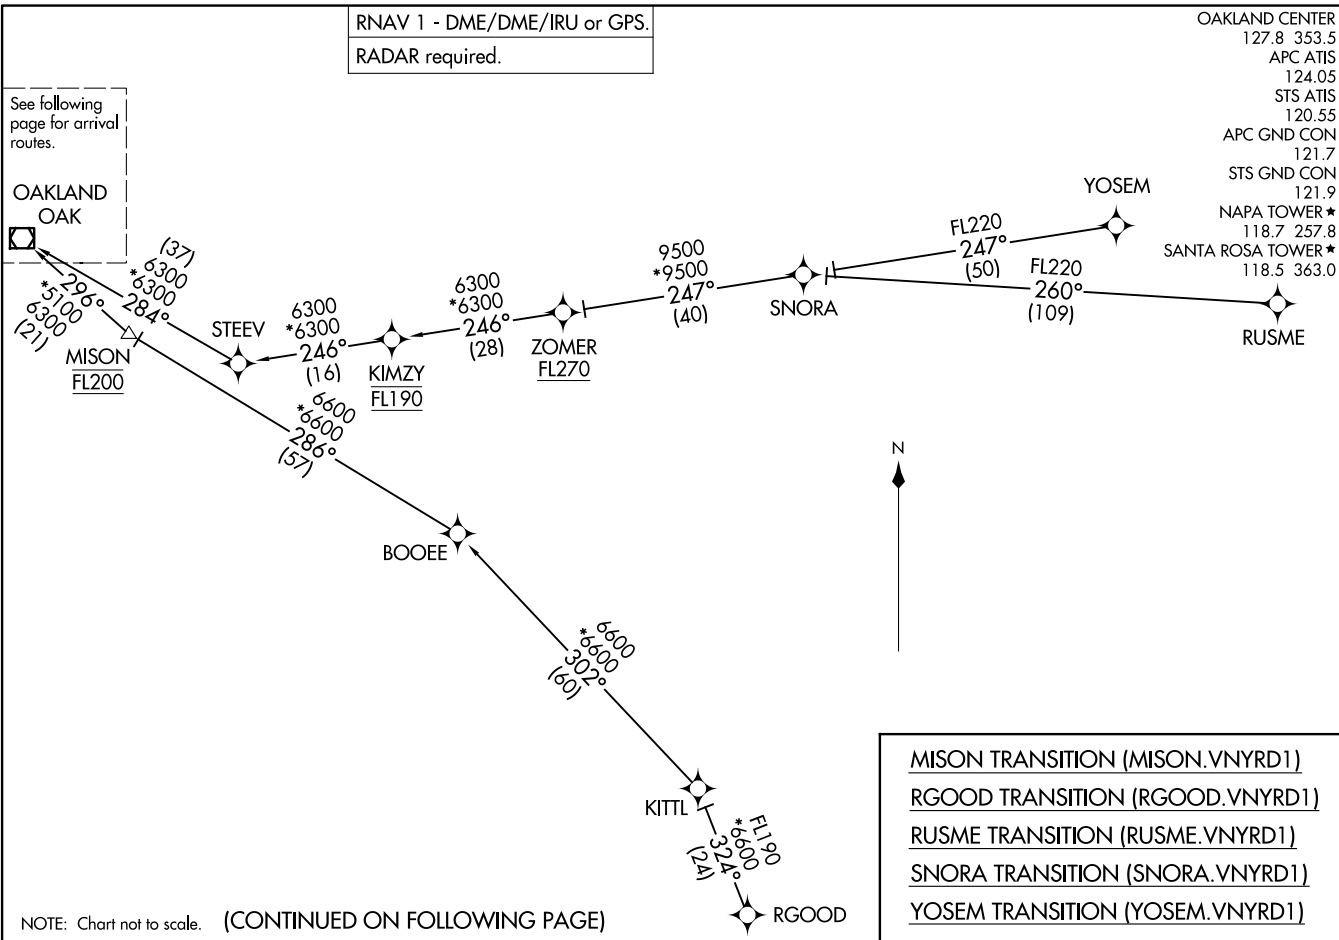 RNAV 1 - DME/DME/IRU or GPS.
RADAR required.
OAKLAND CENTER
127.8 353.5
APC ATIS
124.05
STS ATIS
120.55
APC GND CON
121.7
STS GND CON
121.9
NAPA TOWER ★
118.7 257.8
SANTA ROSA TOWER ★
118.5 363.0
See following
page for arrival
routes.
OAKLAND
OAK
(37)
6300
*6300
284°
296°
*5100
6300
(21)
MISON
FL200
STEEV
6300
*6300
246°
(16)
KIMZY
FL190
6300
*6300
246°
(28)
ZOMER
FL270
9500
*9500
247°
(40)
SNORA
FL220
247°
(50)
YOSEM
FL220
260°
(109)
RUSME
6600
*6600
286°
(57)
BOOEE
N
6600
*6600
302°
(60)
KITTL
FL190
*6600
324°
(24)
RGOOD
MISON TRANSITION (MISON.VNYRD1)
RGOOD TRANSITION (RGOOD.VNYRD1)
RUSME TRANSITION (RUSME.VNYRD1)
SNORA TRANSITION (SNORA.VNYRD1)
YOSEM TRANSITION (YOSEM.VNYRD1)
NOTE: Chart not to scale.
(CONTINUED ON FOLLOWING PAGE)